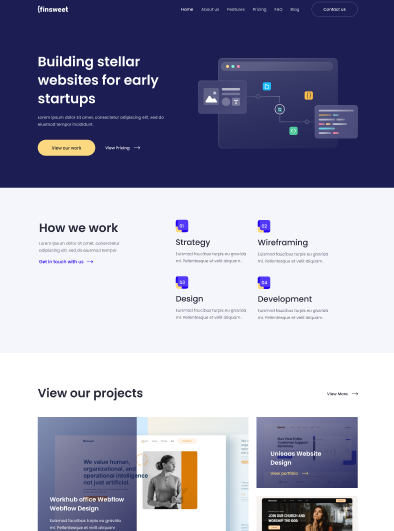 {finsweet
Home About us Features Pricing FAQ Blog Contact us
Building stellar
websites for early
startups
Lorem ipsum dolor sit amet, consectetur adipiscing elit, sed do
eiusmod tempor incididunt.
View our work View Pricing
How we work
Lorem ipsum dolor sit amet, consectetur
adipiscing elit, sed do eiusmod tempor.
Get in touch with us
01
Strategy
Euismod faucibus turpis eu gravida
mi. Pellentesque et velit aliquam.
02
Wireframing
Euismod faucibus turpis eu gravida
mi. Pellentesque et velit aliquam.
03
Design
Euismod faucibus turpis eu gravida
mi. Pellentesque et velit aliquam.
04
Development
Euismod faucibus turpis eu gravida
mi. Pellentesque et velit aliquam.
View our projects
View More
We value human,
organizational, and
operational intelligence
not just artificial.
Workhub office Webflow
Webflow Design
Euismod faucibus turpis eu gravida
mi. Pellentesque et velit aliquam
Unisaas Website
Design
View portfolio
JOIN OUR CHURCH AND
WORSHIP THE GOD